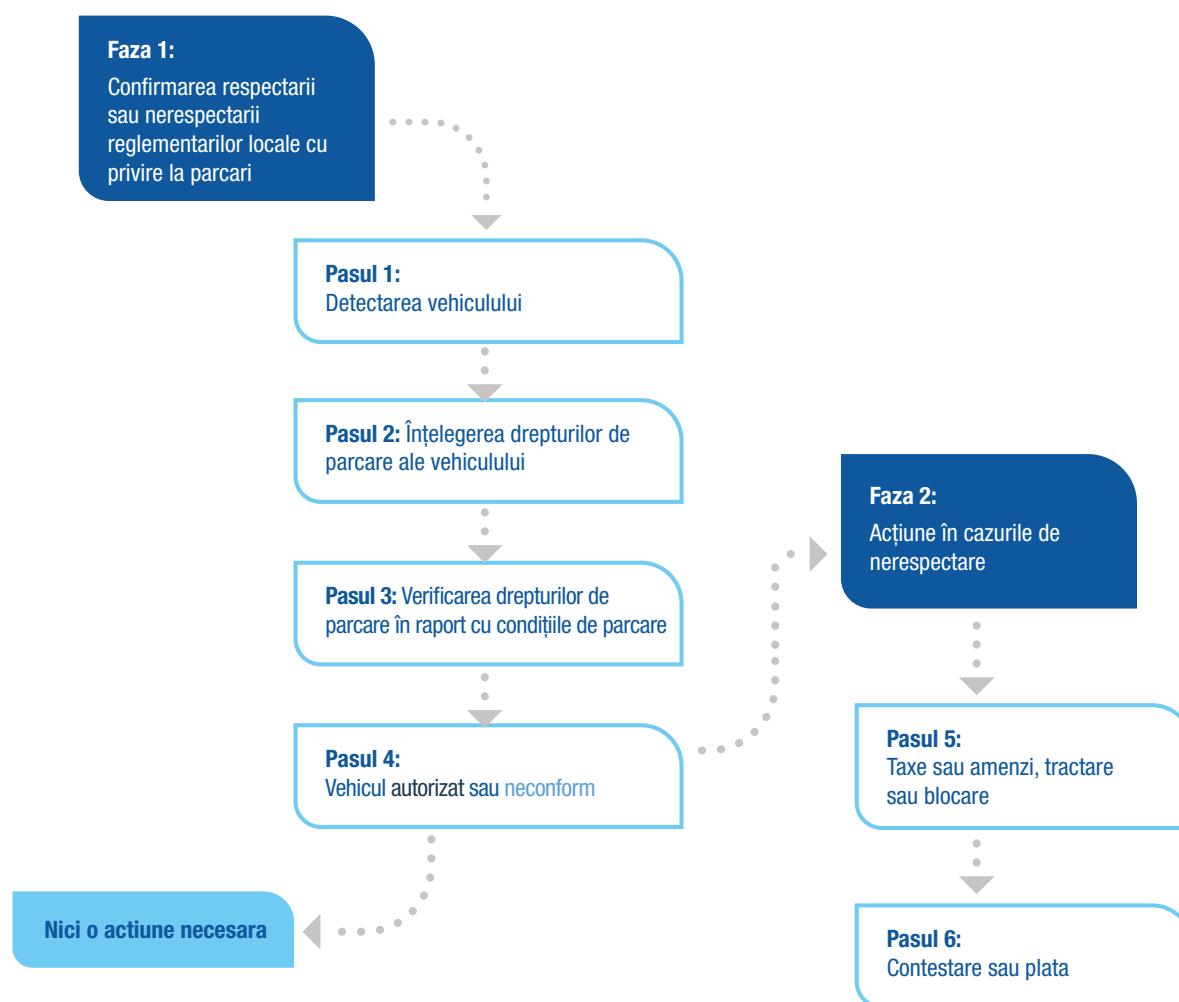 Faza 1:
Confirmarea respectarii
sau nerespectarii
reglementarilor locale cu
privire la parcari
Pasul 1:
Detectarea vehiculului
Pasul 2: Înțelegerea drepturilor de
parcare ale vehiculului
Pasul 3: Verificarea drepturilor de
parcare în raport cu condițiile de parcare
Pasul 4:
Vehicul autorizat sau neconform
Nici o actiune necesara
Faza 2:
Acțiune în cazurile de
nerespectare
Pasul 5:
Taxe sau amenzi, tractare
sau blocare
Pasul 6:
Contestare sau plata